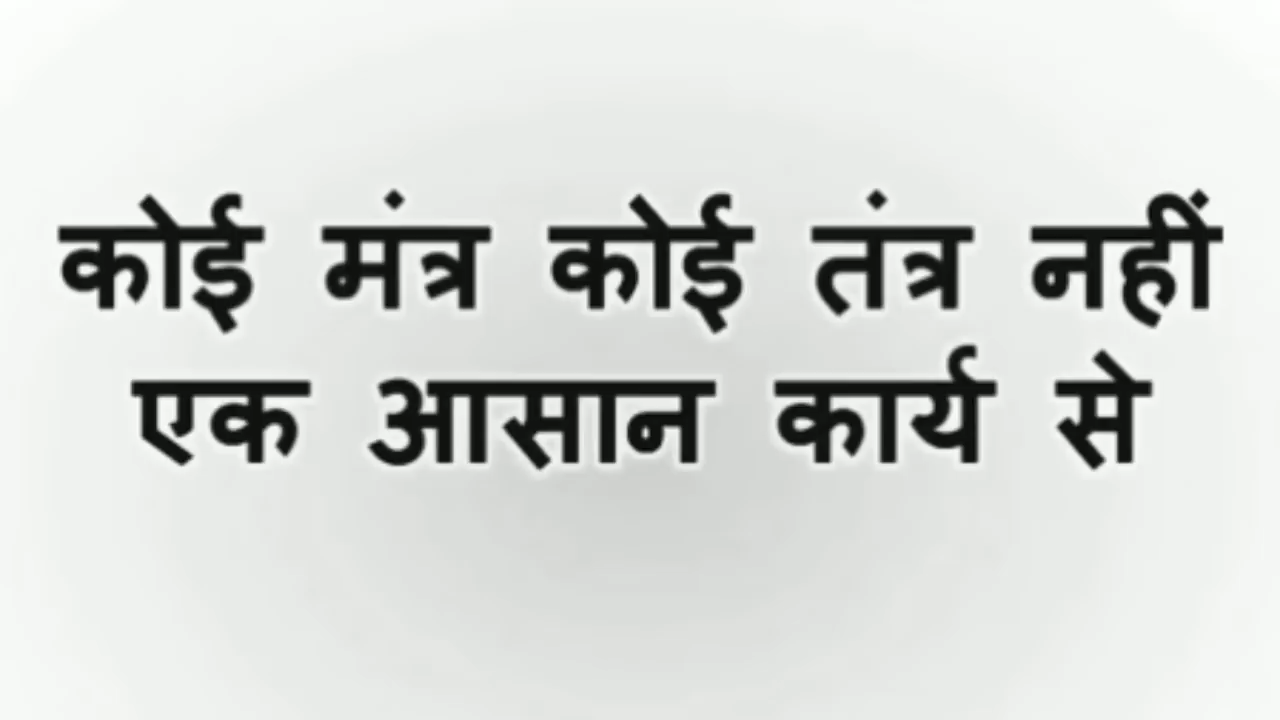 कोई मंत्र कोई तंत्र नहीं
एक आसान कार्य से